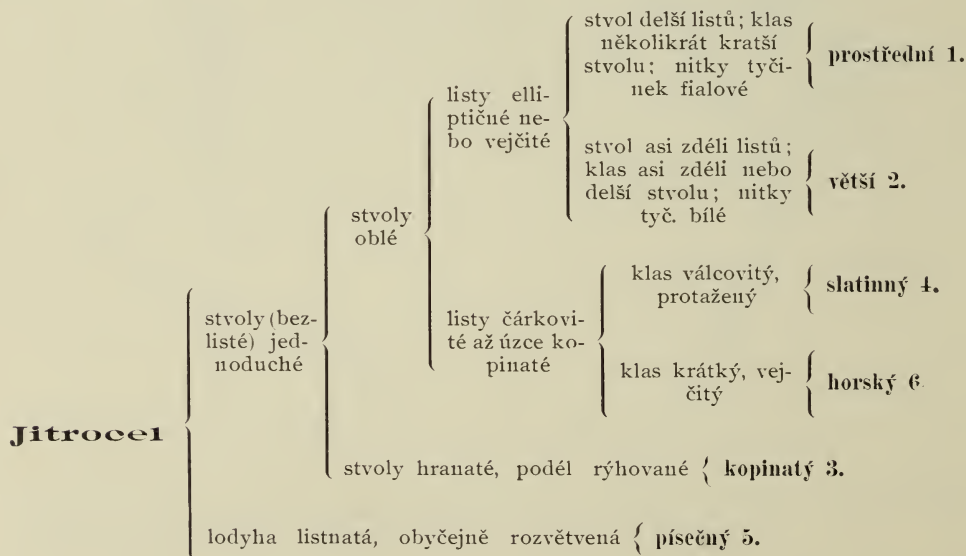 stvol delší listů; klas
několikrát kratší
stvolu; nitky tyči-
nek fialové
prostřední 1.
listy elli-
ptičné ne-
bo vejčité
stvol asi zdéli listů;
klas asi zdéli nebo
delší stvolu; nitky
tyč. bílé
větší 2.
stvoly
oblé
klas válcovitý,
protažený
slatinný 4.
listy čárkovi-
té až úzce ko-
pinaté
klas krátký, vej-
čitý
horský 6.
stvoly (bez-
listé) jed-
noduché
stvoly hranaté, podél rýhované
kopinatý 3.
Jitrocel
lodyha listnatá, obyčejně rozvětvená
písečný 5.